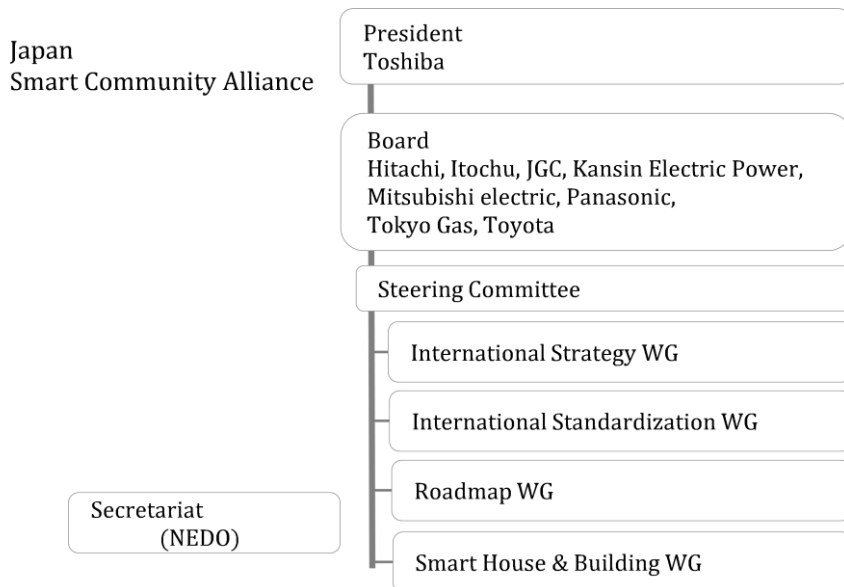 Japan
Smart Community Alliance
President
Toshiba
Board
Hitachi, Itochu, JGC, Kansin Electric Power,
Mitsubishi electric, Panasonic,
Tokyo Gas, Toyota
Steering Committee
International Strategy WG
International Standardization WG
Roadmap WG
Smart House & Building WG
Secretariat
(NEDO)